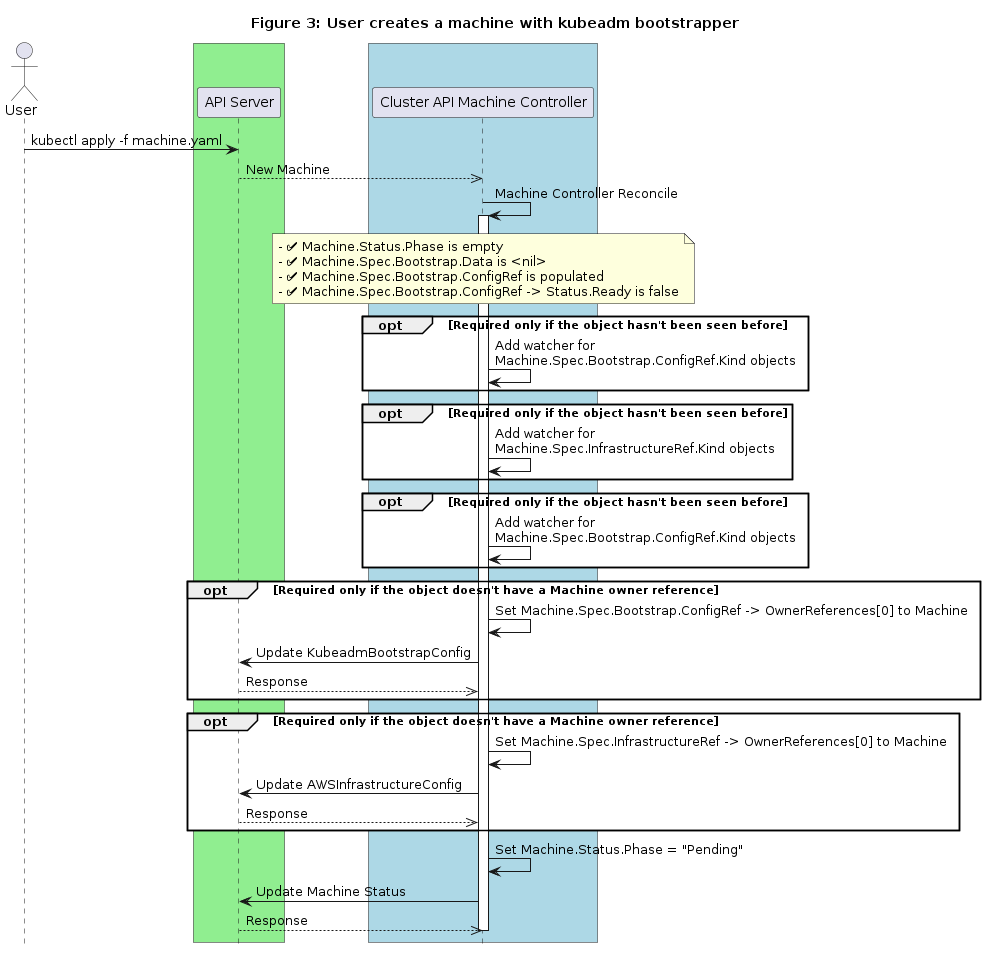 Figure 3: User creates a machine with kubeadm bootstrapper
User
API Server
Cluster API Machine Controller
kubectl apply -f machine.yaml
New Machine
Machine Controller Reconcile
- ✔ Machine.Status.Phase is empty
- ✔ Machine.Spec.Bootstrap.Data is <nil>
- ✔ Machine.Spec.Bootstrap.ConfigRef is populated
- ✔ Machine.Spec.Bootstrap.ConfigRef -> Status.Ready is false
opt [Required only if the object hasn't been seen before]
Add watcher for
Machine.Spec.Bootstrap.ConfigRef.Kind objects
opt [Required only if the object hasn't been seen before]
Add watcher for
Machine.Spec.InfrastructureRef.Kind objects
opt [Required only if the object hasn't been seen before]
Add watcher for
Machine.Spec.Bootstrap.ConfigRef.Kind objects
opt [Required only if the object doesn't have a Machine owner reference]
Set Machine.Spec.Bootstrap.ConfigRef -> OwnerReferences[0] to Machine
Update KubeadmBootstrapConfig
Response
opt [Required only if the object doesn't have a Machine owner reference]
Set Machine.Spec.InfrastructureRef -> OwnerReferences[0] to Machine
Update AWSInfrastructureConfig
Response
Set Machine.Status.Phase = "Pending"
Update Machine Status
Response